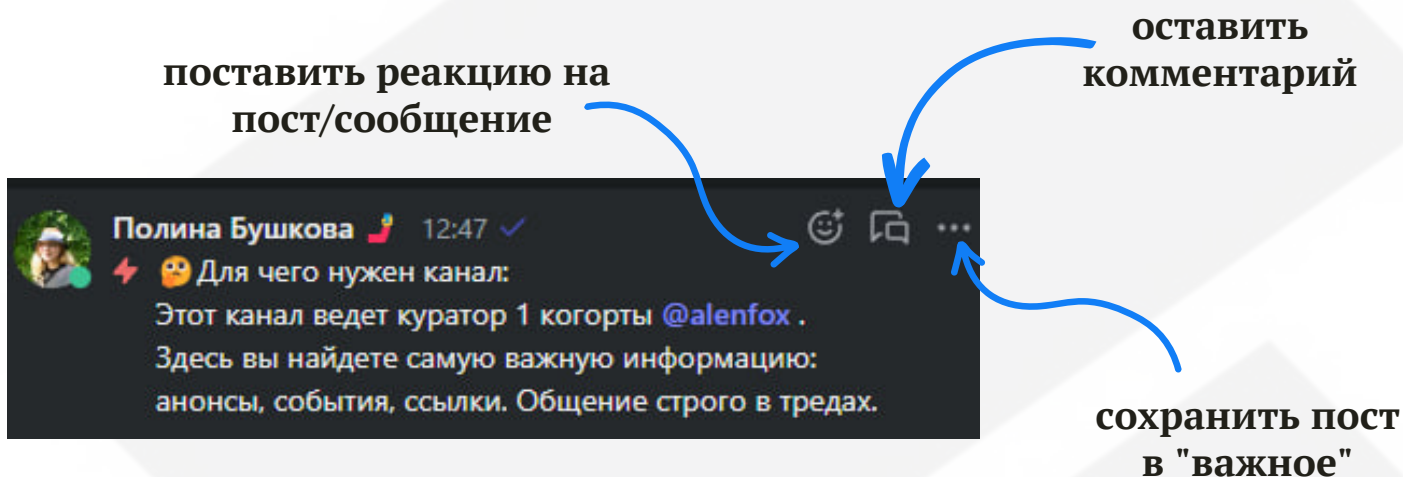 оставить
комментарий
поставить реакцию на
пост/сообщение
Полина Бушкова 🤳 12:47 ✓
⚡ 🤔Для чего нужен канал:
Этот канал ведет куратор 1 когорты @alenfox .
Здесь вы найдете самую важную информацию:
анонсы, события, ссылки. Общение строго в тредах.
сохранить пост
в "важное"